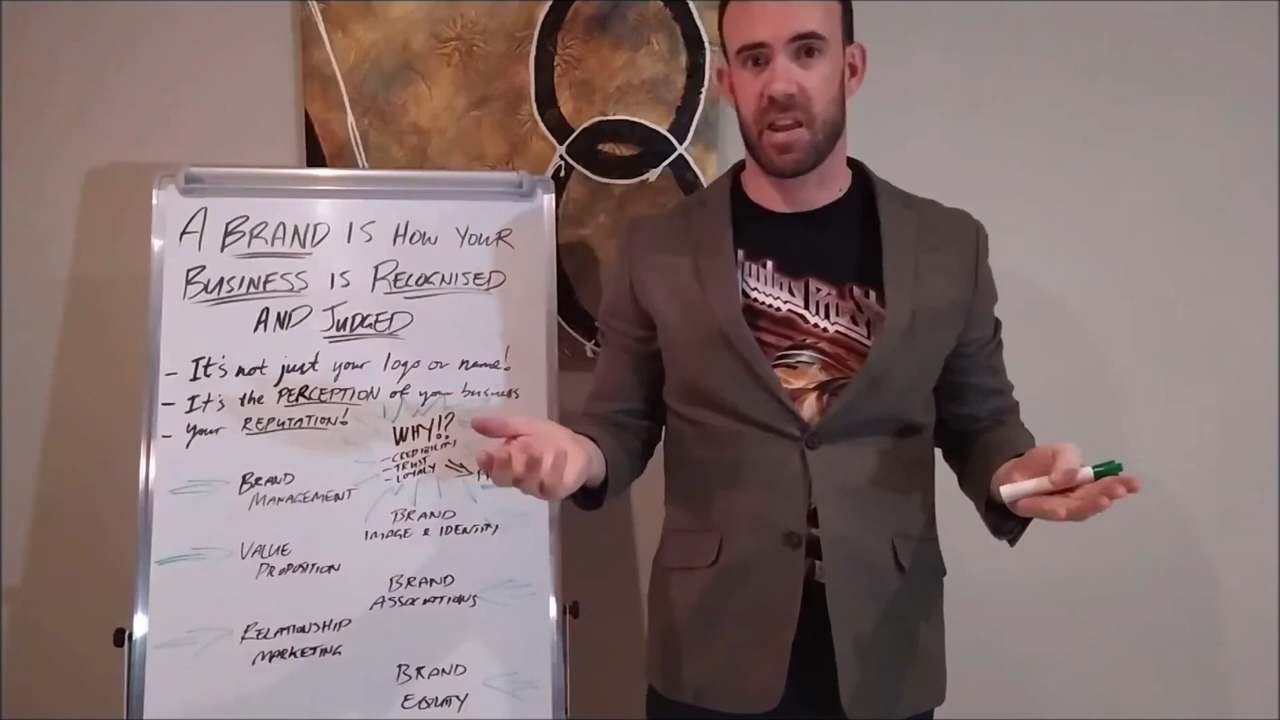 A BRAND IS HOW YOUR
BUSINESS IS RECOGNISED
AND JUDGED
- It's not just your logo or name!
- It's the PERCEPTION of your business
- Your REPUTATION!
WHY!?
- CREDIBILITY
- TRUST
- LOYALTY
BRAND
MANAGEMENT
BRAND
IMAGE & IDENTITY
VALUE
PROPOSITION
BRAND
ASSOCIATIONS
RELATIONSHIP
MARKETING
BRAND
EQUITY
Judas Priest